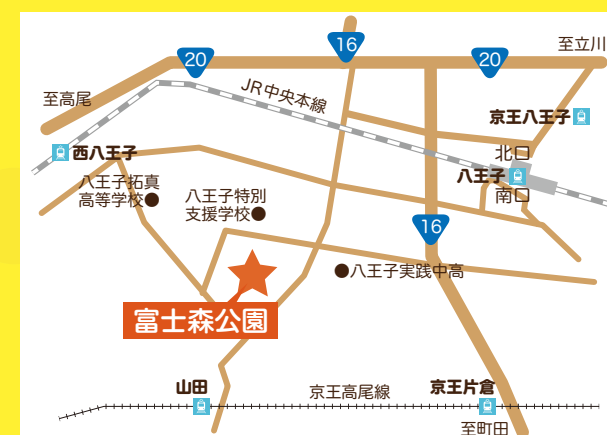 16
20
20
至立川
JR中央本線
至高尾
京王八王子
西八王子
北口
八王子
南口
八王子拓真
高等学校●
八王子特別
支援学校●
16
●八王子実践中高
富士森公園
山田
京王高尾線
京王片倉
至町田